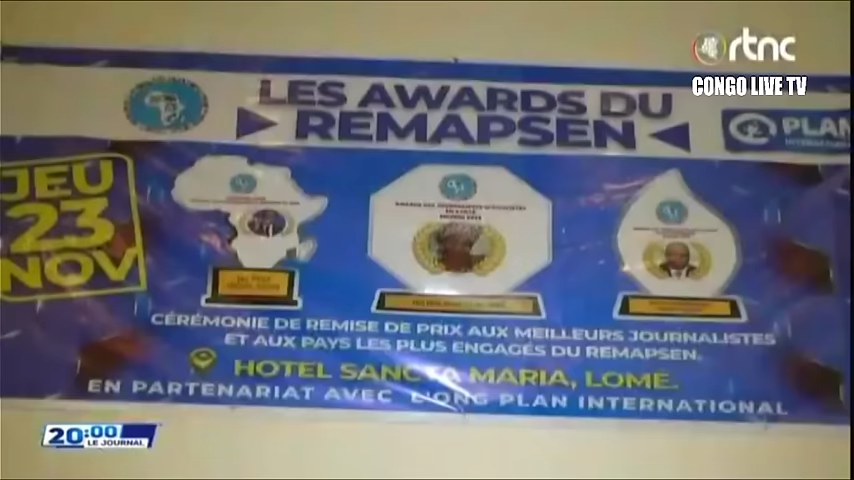 rtnc
CONGO LIVE TV
LES AWARDS DU
REMAPSEN
PLAN
INTERNATIONAL
JEU
23
NOV
CÉRÉMONIE DE REMISE DE PRIX AUX MEILLEURS JOURNALISTES
ET AUX PAYS LES PLUS ENGAGÉS DU REMAPSEN.
HOTEL SANCTA MARIA, LOME.
EN PARTENARIAT AVEC L'ONG PLAN INTERNATIONAL
20:00
LE JOURNAL